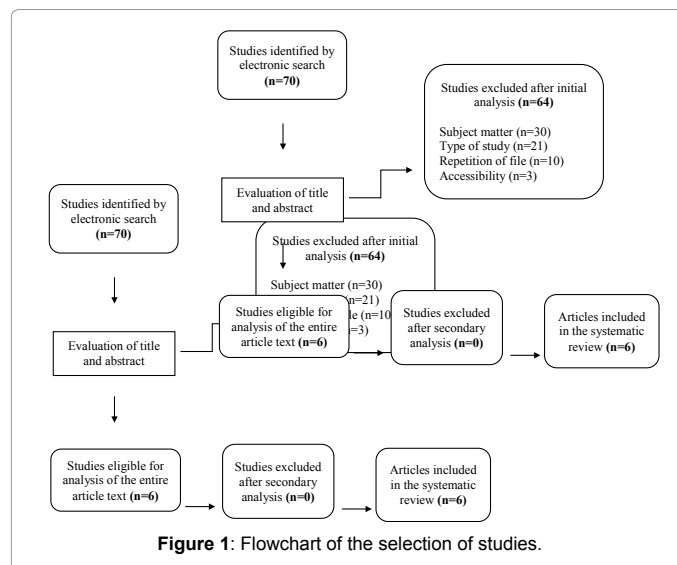 Studies identified by
electronic search
(n=70)
Studies excluded after initial
analysis (n=64)
Subject matter (n=30)
Type of study (n=21)
Repetition of file (n=10)
Accessibility (n=3)
Evaluation of title
and abstract
Studies identified by
electronic search
(n=70)
Studies excluded after initial
analysis (n=64)
Subject matter (n=30)
(n=21)
(n=10
n=3)
Studies eligible for
analysis of the entire
article text (n=6)
Studies excluded
after secondary
analysis (n=0)
Articles included
in the systematic
review (n=6)
Evaluation of title
and abstract
Studies eligible for
analysis of the entire
article text (n=6)
Studies excluded
after secondary
analysis (n=0)
Articles included
in the systematic
review (n=6)
Figure 1: Flowchart of the selection of studies.